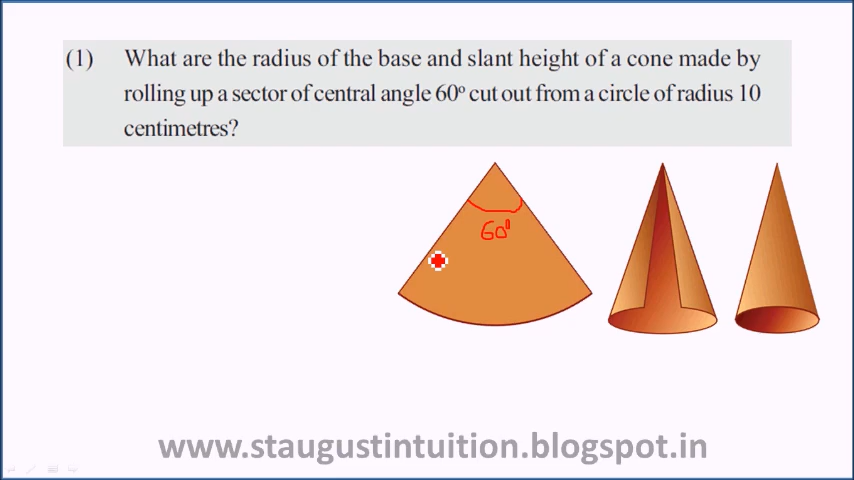 (1) What are the radius of the base and slant height of a cone made by
rolling up a sector of central angle 60° cut out from a circle of radius 10
centimetres?
60°
www.staugustintuition.blogspot.in